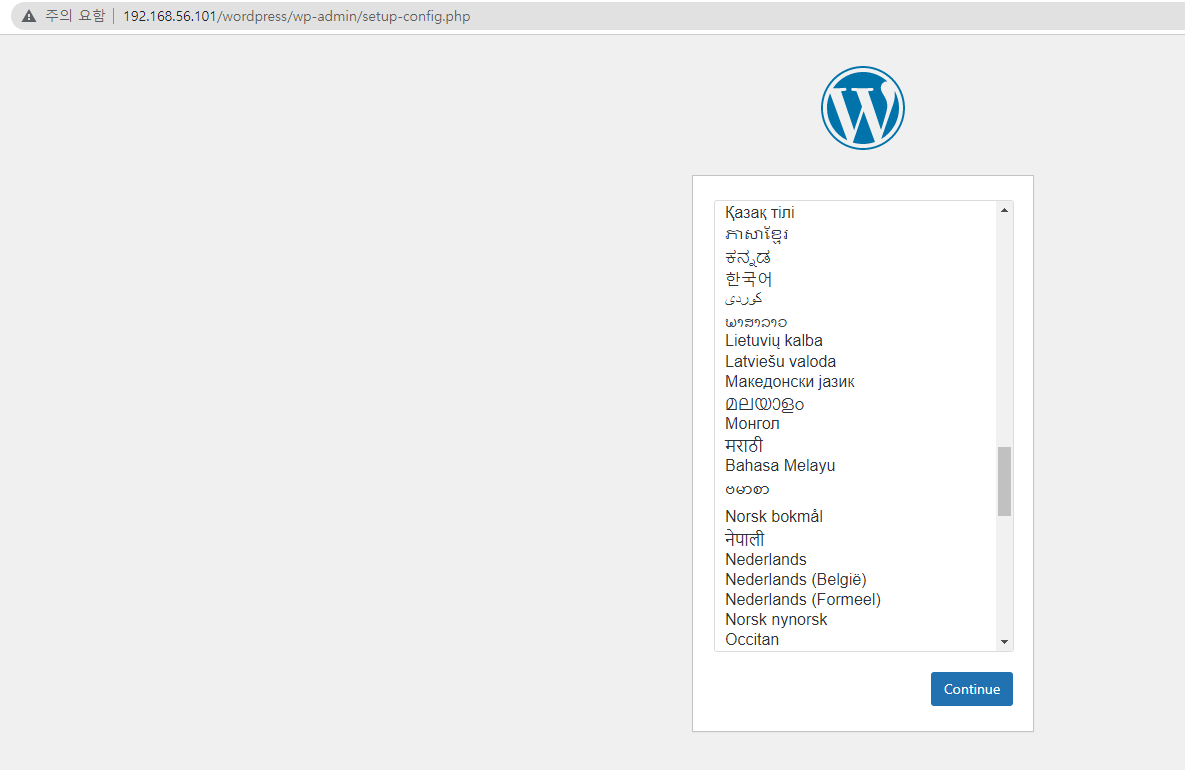 주의 요함 | 192.168.56.101/wordpress/wp-admin/setup-config.php
Қазақ тілі
ភាសាខ្មែរ
ಕನ್ನಡ
한국어
كوردی
ພາສາລາວ
Lietuvių kalba
Latviešu valoda
Македонски јазик
മലയാളം
Монгол
मराठी
Bahasa Melayu
ဗမာစာ
Norsk bokmål
नेपाली
Nederlands
Nederlands (België)
Nederlands (Formeel)
Norsk nynorsk
Occitan
Continue